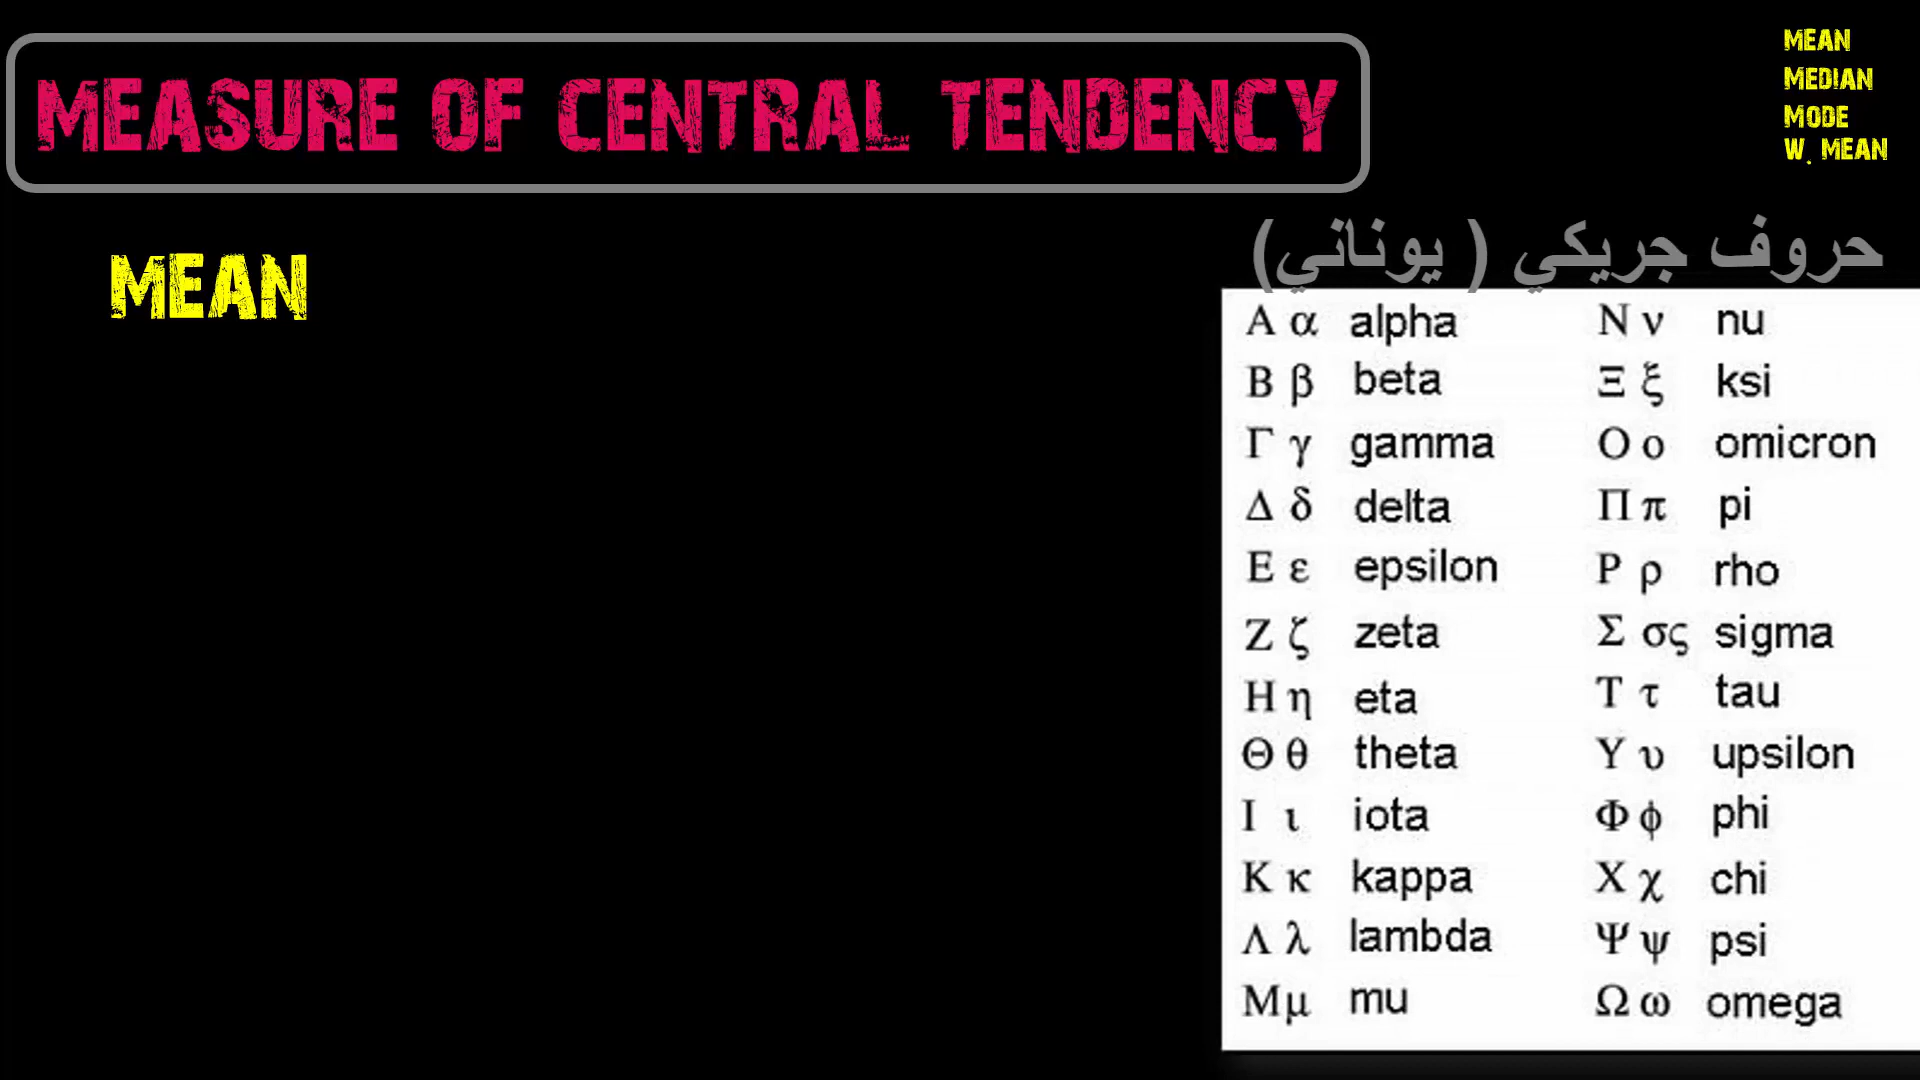 MEASURE OF CENTRAL TENDENCY
MEAN
MEDIAN
MODE
W. MEAN
MEAN
حروف جريكي ( يوناني)
Α α alpha Ν ν nu
Β β beta Ξ ξ ksi
Γ γ gamma Ο ο omicron
Δ δ delta Π π pi
Ε ε epsilon Ρ ρ rho
Ζ ζ zeta Σ σς sigma
Η η eta Τ τ tau
Θ θ theta Υ υ upsilon
Ι ι iota Φ ϕ phi
Κ κ kappa Χ χ chi
Λ λ lambda Ψ ψ psi
Μμ mu Ω ω omega